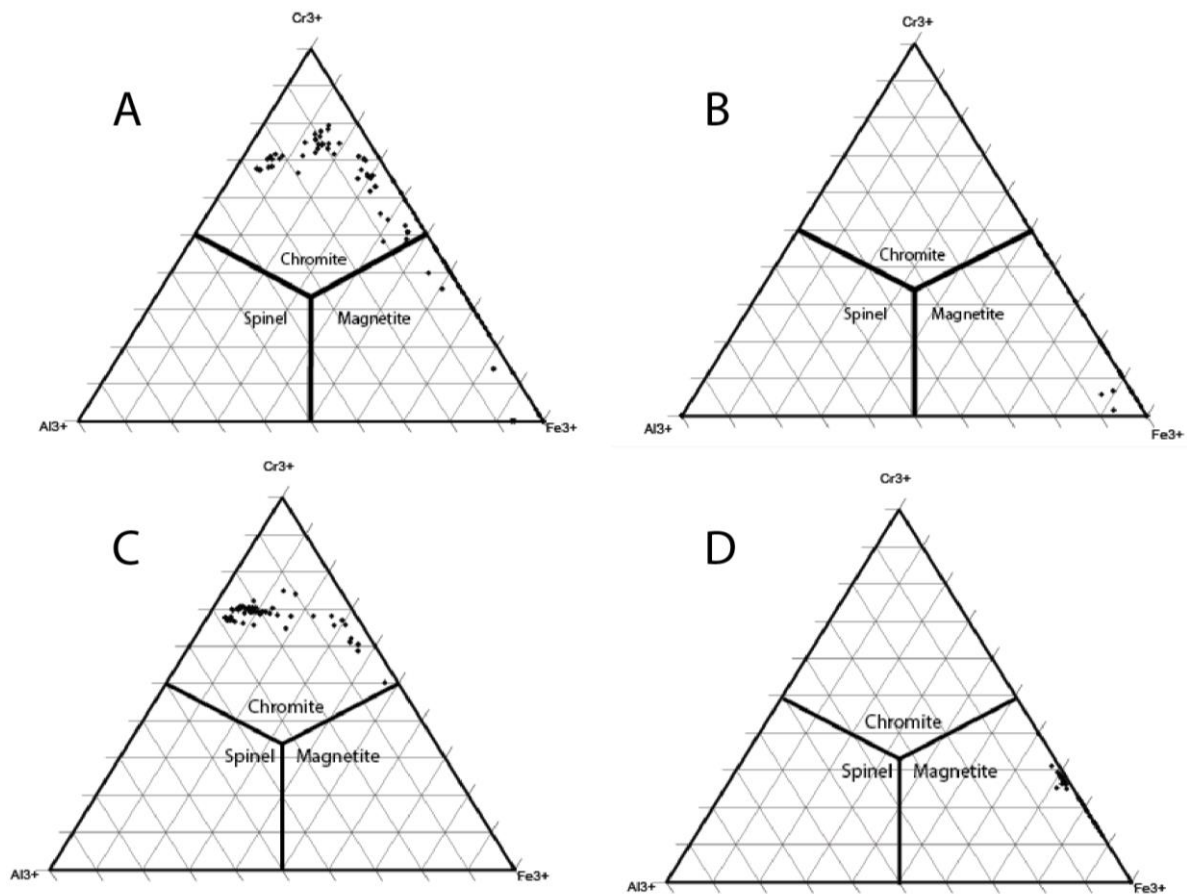 Cr3+
A
Chromite
Spinel
Magnetite
Al3+
Fe3+
Cr3+
B
Chromite
Spinel
Magnetite
Al3+
Fe3+
Cr3+
C
Chromite
Spinel
Magnetite
Al3+
Fe3+
Cr3+
D
Chromite
Spinel
Magnetite
Al3+
Fe3+